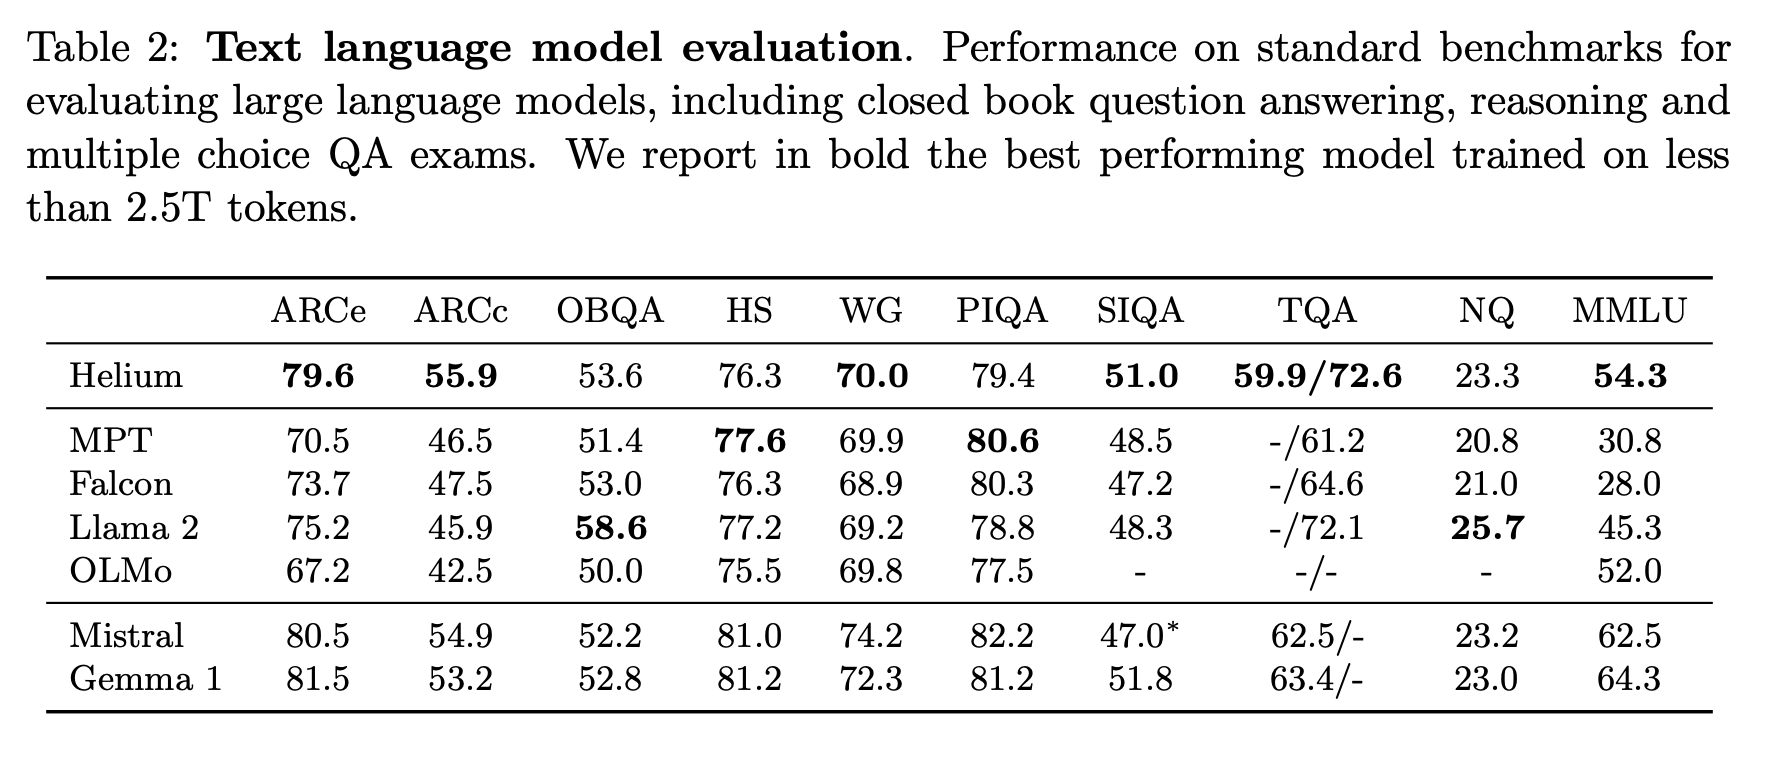 Table 2: Text language model evaluation. Performance on standard benchmarks for
evaluating large language models, including closed book question answering, reasoning and
multiple choice QA exams. We report in bold the best performing model trained on less
than 2.5T tokens.
ARCe ARCc OBQA HS WG PIQA SIQA TQA NQ MMLU
Helium 79.6 55.9 53.6 76.3 70.0 79.4 51.0 59.9/72.6 23.3 54.3
MPT 70.5 46.5 51.4 77.6 69.9 80.6 48.5 -/61.2 20.8 30.8
Falcon 73.7 47.5 53.0 76.3 68.9 80.3 47.2 -/64.6 21.0 28.0
Llama 2 75.2 45.9 58.6 77.2 69.2 78.8 48.3 -/72.1 25.7 45.3
OLMo 67.2 42.5 50.0 75.5 69.8 77.5 - -/- - 52.0
Mistral 80.5 54.9 52.2 81.0 74.2 82.2 47.0* 62.5/- 23.2 62.5
Gemma 1 81.5 53.2 52.8 81.2 72.3 81.2 51.8 63.4/- 23.0 64.3